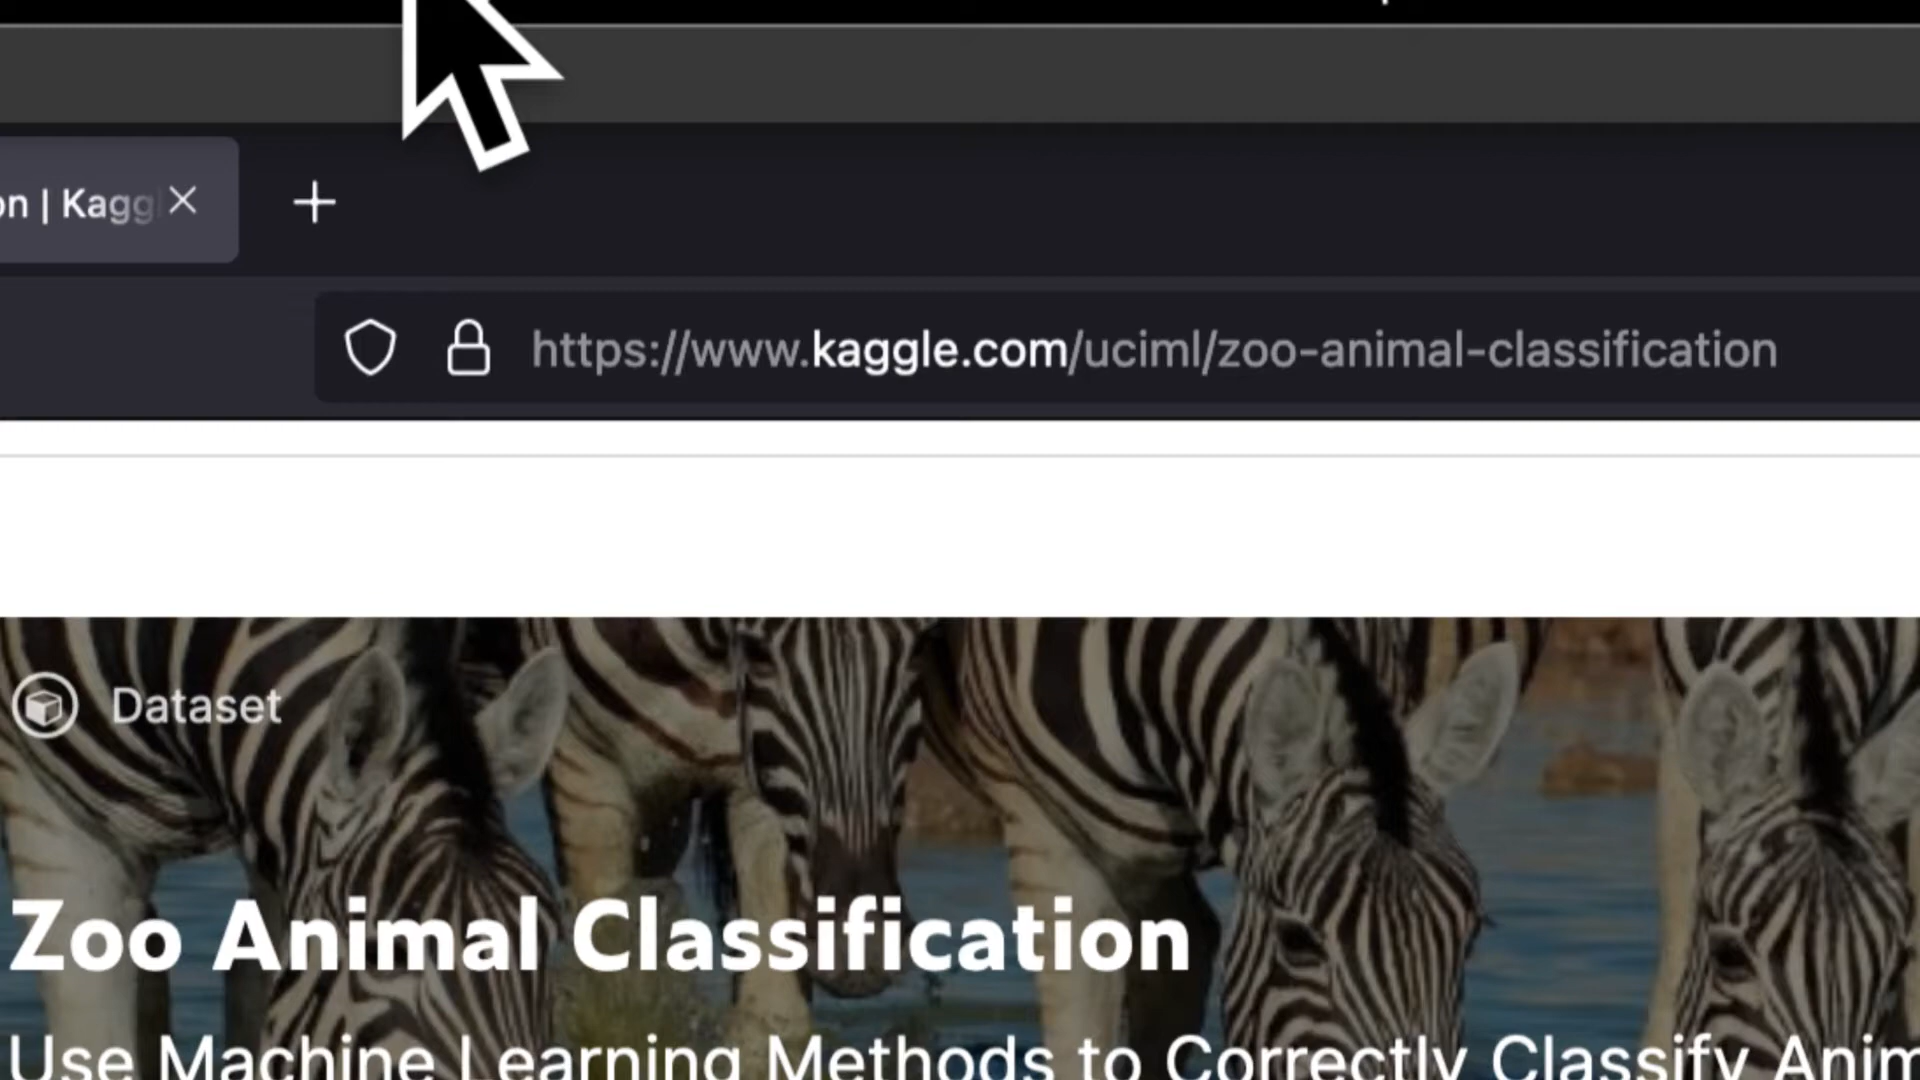 on | Kaggl
https://www.kaggle.com/uciml/zoo-animal-classification
Dataset
Zoo Animal Classification
Use Machine Learning Methods to Correctly Classify Anim